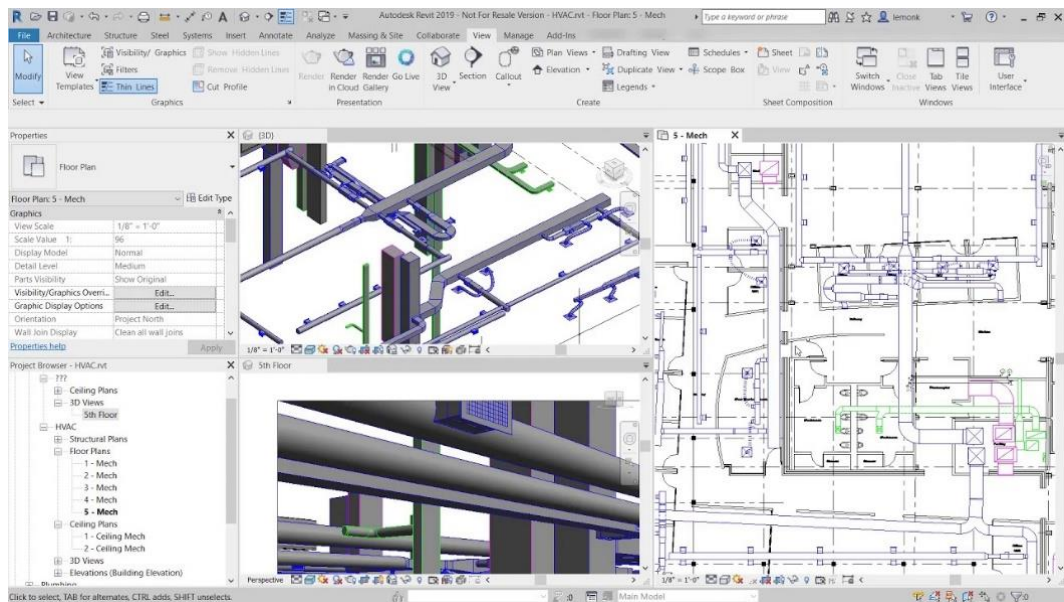 Autodesk Revit 2019 - Not For Resale Version - HVAC.rvt - Floor Plan: 5 - Mech
Type a keyword or phrase
lemonk
File Architecture Structure Steel Systems Insert Annotate Analyze Massing & Site Collaborate View Manage Add-Ins
Modify
View Templates
Visibility/ Graphics
Filters
Thin Lines
Show Hidden Lines
Remove Hidden Lines
Cut Profile
Render
Render in Cloud
Render Gallery
Go Live
3D View
Section
Callout
Plan Views
Elevation
Drafting View
Duplicate View
Legends
Schedules
Scope Box
Sheet
View
Switch Windows
Close Inactive
Tab Views
Tile Views
User Interface
Select Graphics Presentation Create Sheet Composition Windows
Properties
Floor Plan
Floor Plan: 5 - Mech Edit Type
Graphics
View Scale 1/8" = 1'-0"
Scale Value 1: 96
Display Model Normal
Detail Level Medium
Parts Visibility Show Original
Visibility/Graphics Overri... Edit...
Graphic Display Options Edit...
Orientation Project North
Wall Join Display Clean all wall joins
Properties help Apply
Project Browser - HVAC.rvt
???
Ceiling Plans
3D Views
5th Floor
HVAC
Structural Plans
Floor Plans
1 - Mech
2 - Mech
3 - Mech
4 - Mech
5 - Mech
Ceiling Plans
1 - Ceiling Mech
2 - Ceiling Mech
3D Views
Elevations (Building Elevation)
Plumbing
{3D}
1/8" = 1'-0"
5th Floor
Perspective
5 - Mech
1/8" = 1'-0"
Click to select, TAB for alternates, CTRL adds, SHIFT unselects.
:0
Main Model
:0